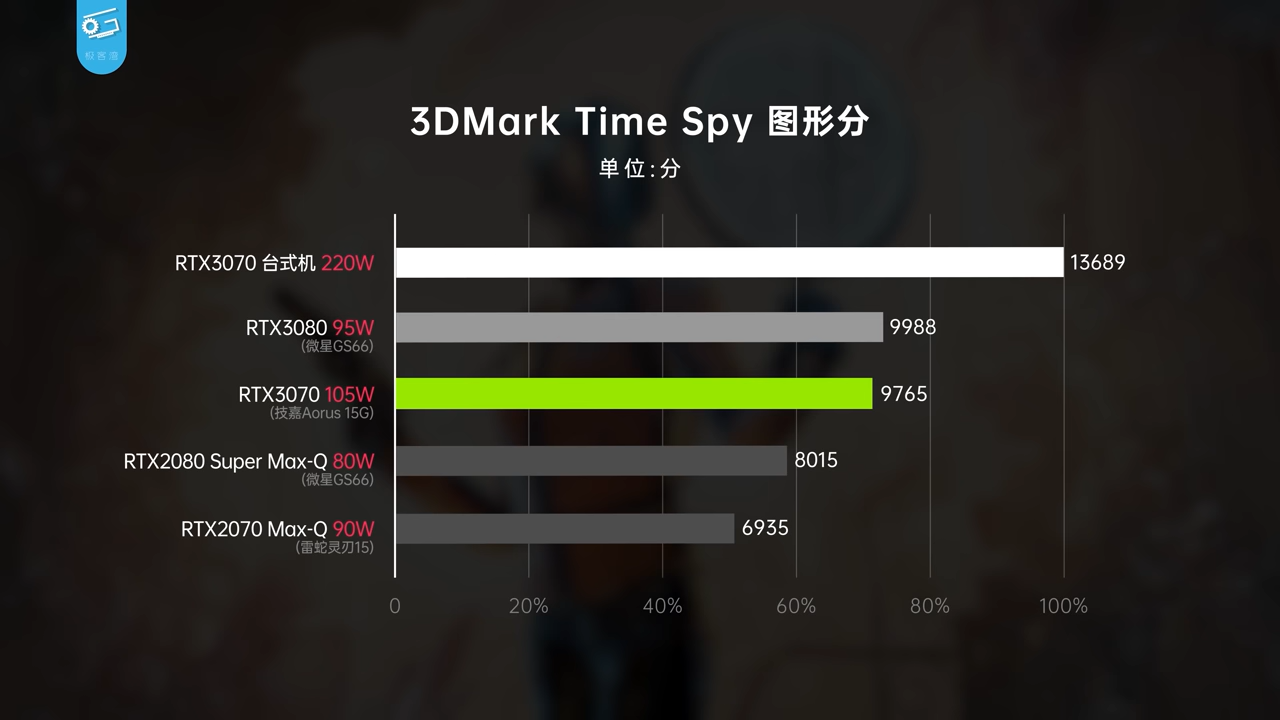 极客湾
3DMark Time Spy 图形分
单位:分
RTX3070 台式机 220W
13689
RTX3080 95W
(微星GS66)
9988
RTX3070 105W
(技嘉Aorus 15G)
9765
RTX2080 Super Max-Q 80W
(微星GS66)
8015
RTX2070 Max-Q 90W
(雷蛇灵刃15)
6935
0 20% 40% 60% 80% 100%